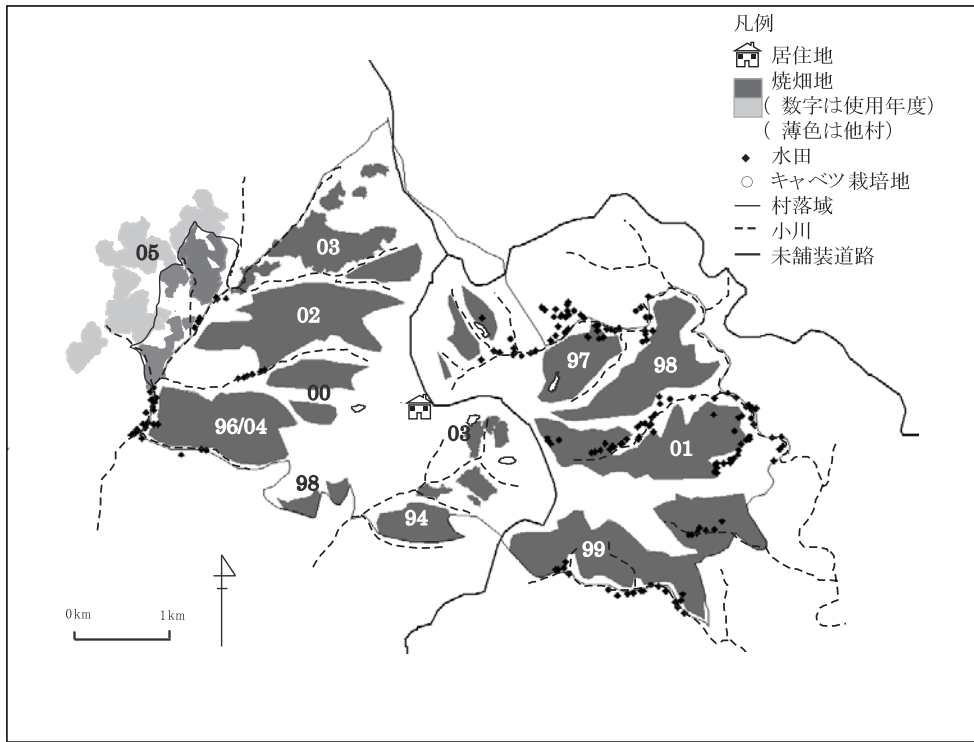 凡例
居住地
焼畑地
( 数字は使用年度)
( 薄色は他村)
水田
キャベツ栽培地
村落域
小川
未舗装道路
05
03
02
00
96/04
98
03
94
97
98
01
99
0km 1km